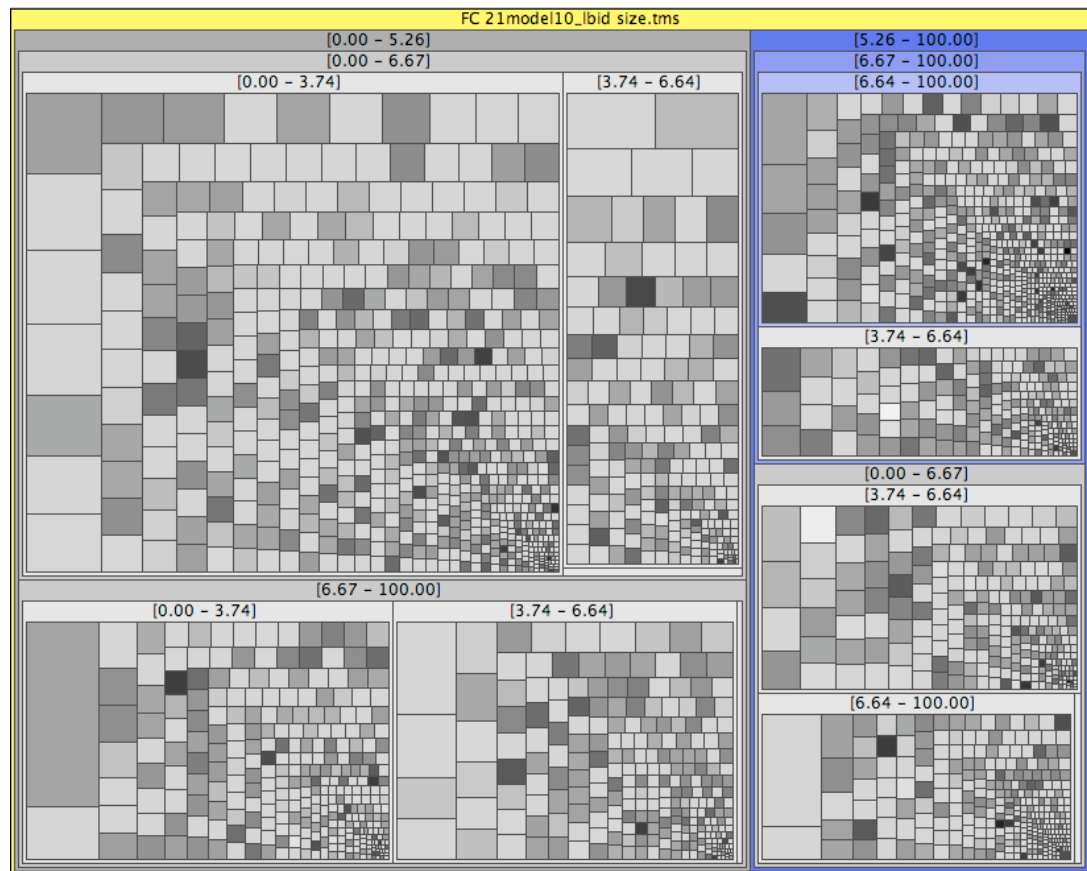 FC 21model10_lbid size.tms
[0.00 – 5.26]
[0.00 – 6.67]
[0.00 – 3.74]
[3.74 – 6.64]
[6.67 – 100.00]
[0.00 – 3.74]
[3.74 – 6.64]
[5.26 – 100.00]
[6.67 – 100.00]
[6.64 – 100.00]
[3.74 – 6.64]
[0.00 – 6.67]
[3.74 – 6.64]
[6.64 – 100.00]